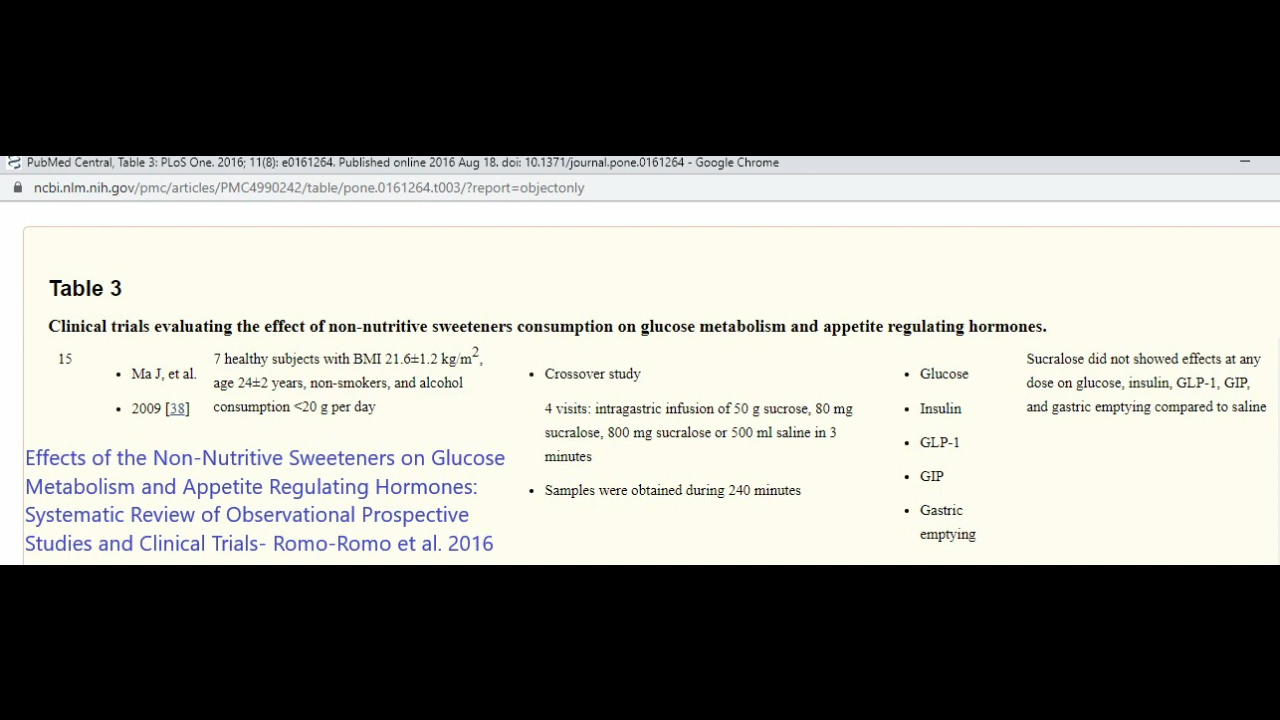 PubMed Central, Table 3: PLoS One. 2016; 11(8): e0161264. Published online 2016 Aug 18. doi: 10.1371/journal.pone.0161264 - Google Chrome
ncbi.nlm.nih.gov/pmc/articles/PMC4990242/table/pone.0161264.t003/?report=objectonly
Table 3
Clinical trials evaluating the effect of non-nutritive sweeteners consumption on glucose metabolism and appetite regulating hormones.
15
• Ma J, et al.
• 2009 [38]
7 healthy subjects with BMI 21.6±1.2 kg/m2,
age 24±2 years, non-smokers, and alcohol
consumption <20 g per day
• Crossover study
4 visits: intragastric infusion of 50 g sucrose, 80 mg
sucralose, 800 mg sucralose or 500 ml saline in 3
minutes
• Samples were obtained during 240 minutes
• Glucose
• Insulin
• GLP-1
• GIP
• Gastric
emptying
Sucralose did not showed effects at any
dose on glucose, insulin, GLP-1, GIP,
and gastric emptying compared to saline
Effects of the Non-Nutritive Sweeteners on Glucose
Metabolism and Appetite Regulating Hormones:
Systematic Review of Observational Prospective
Studies and Clinical Trials- Romo-Romo et al. 2016